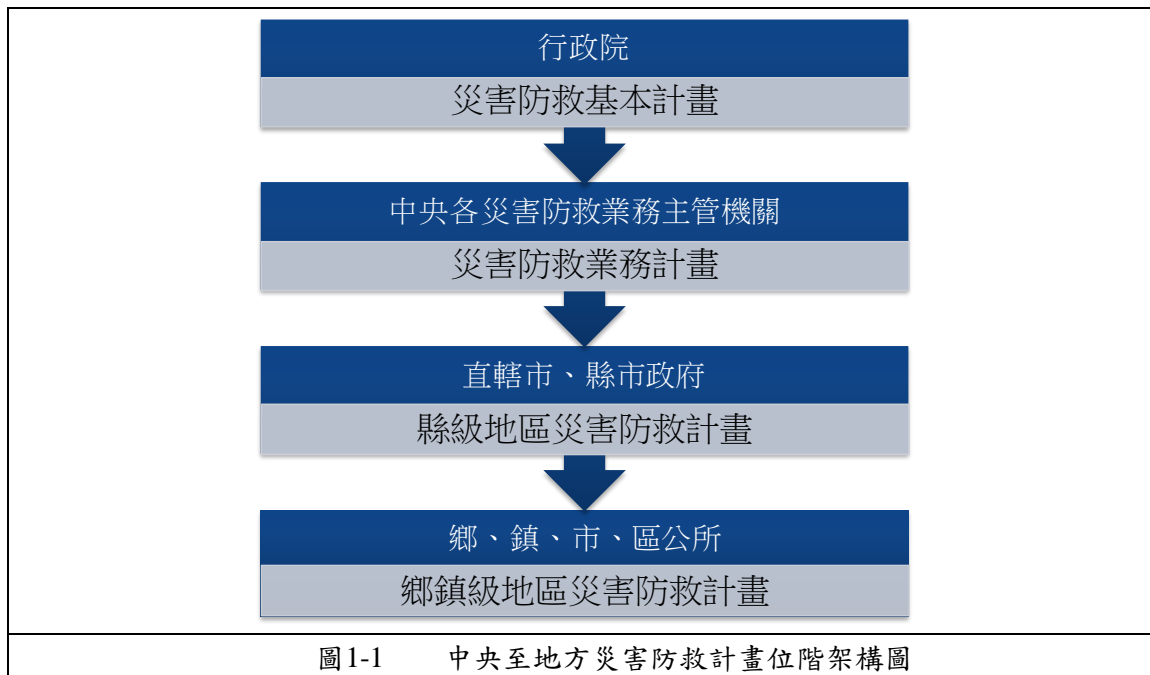 行政院
災害防救基本計畫
中央各災害防救業務主管機關
災害防救業務計畫
直轄市、縣市政府
縣級地區災害防救計畫
鄉、鎮、市、區公所
鄉鎮級地區災害防救計畫
圖1-1 中央至地方災害防救計畫位階架構圖